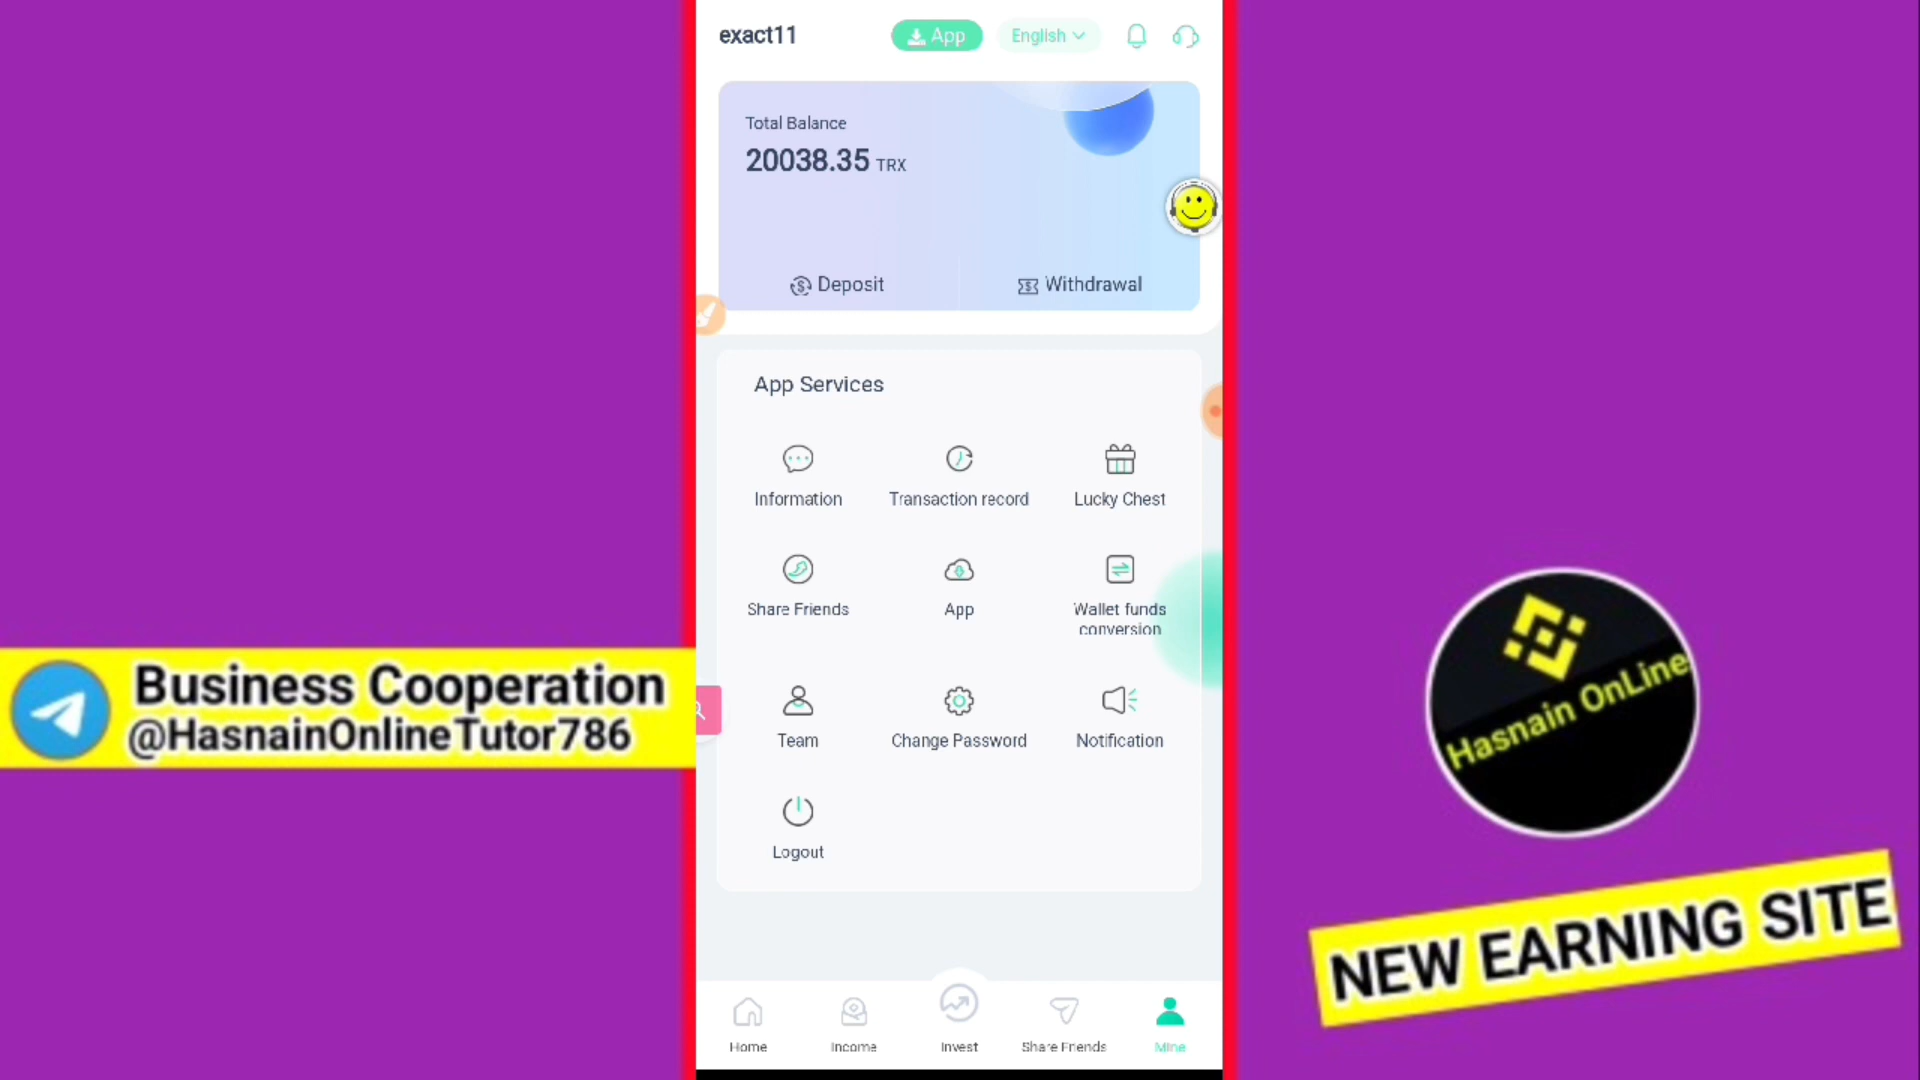 exact11
App
English
Total Balance
20038.35 TRX
Deposit
Withdrawal
App Services
Information
Transaction record
Lucky Chest
Share Friends
App
Wallet funds
conversion
Team
Change Password
Notification
Logout
Home
Income
Invest
Share Friends
Mine
Business Cooperation
@HasnainOnlineTutor786
Hasnain OnLine
NEW EARNING SITE